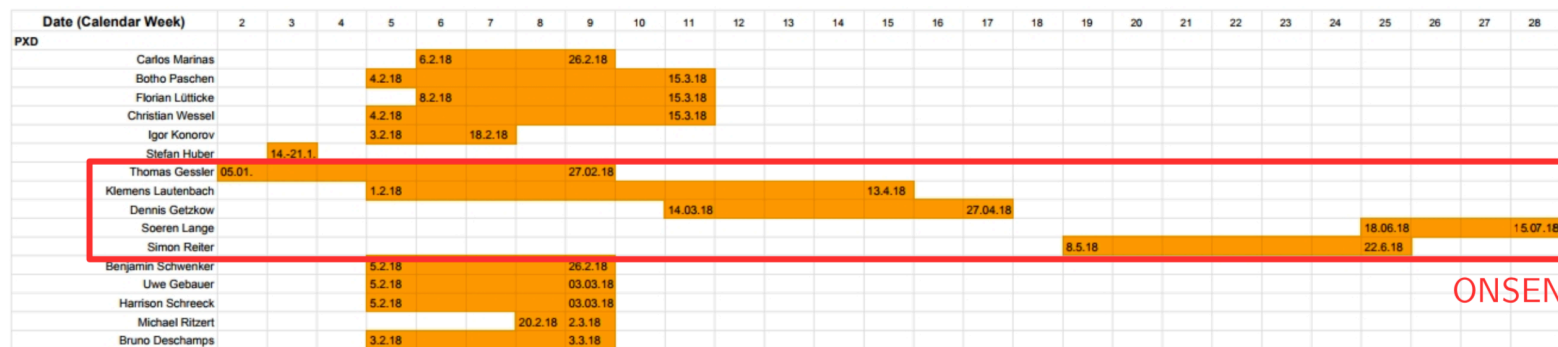 Date (Calendar Week) 2 3 4 5 6 7 8 9 10 11 12 13 14 15 16 17 18 19 20 21 22 23 24 25 26 27 28
PXD
Carlos Marinas 6.2.18 26.2.18
Botho Paschen 4.2.18 15.3.18
Florian Lütticke 8.2.18 15.3.18
Christian Wessel 4.2.18 15.3.18
Igor Konorov 3.2.18 18.2.18
Stefan Huber 14.-21.1.
Thomas Gessler 05.01. 27.02.18
Klemens Lautenbach 1.2.18 13.4.18
Dennis Getzkow 14.03.18 27.04.18
Soeren Lange 18.06.18 15.07.18
Simon Reiter 8.5.18 22.6.18
Benjamin Schwenker 5.2.18 26.2.18
Uwe Gebauer 5.2.18 03.03.18
ONSEN
Harrison Schreeck 5.2.18 03.03.18
Michael Ritzert 20.2.18 2.3.18
Bruno Deschamps 3.2.18 3.3.18